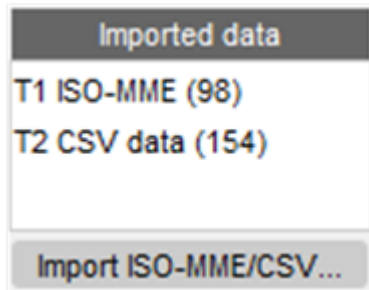 Imported data
T1 ISO-MME (98)
T2 CSV data (154)
Import ISO-MME/CSV...